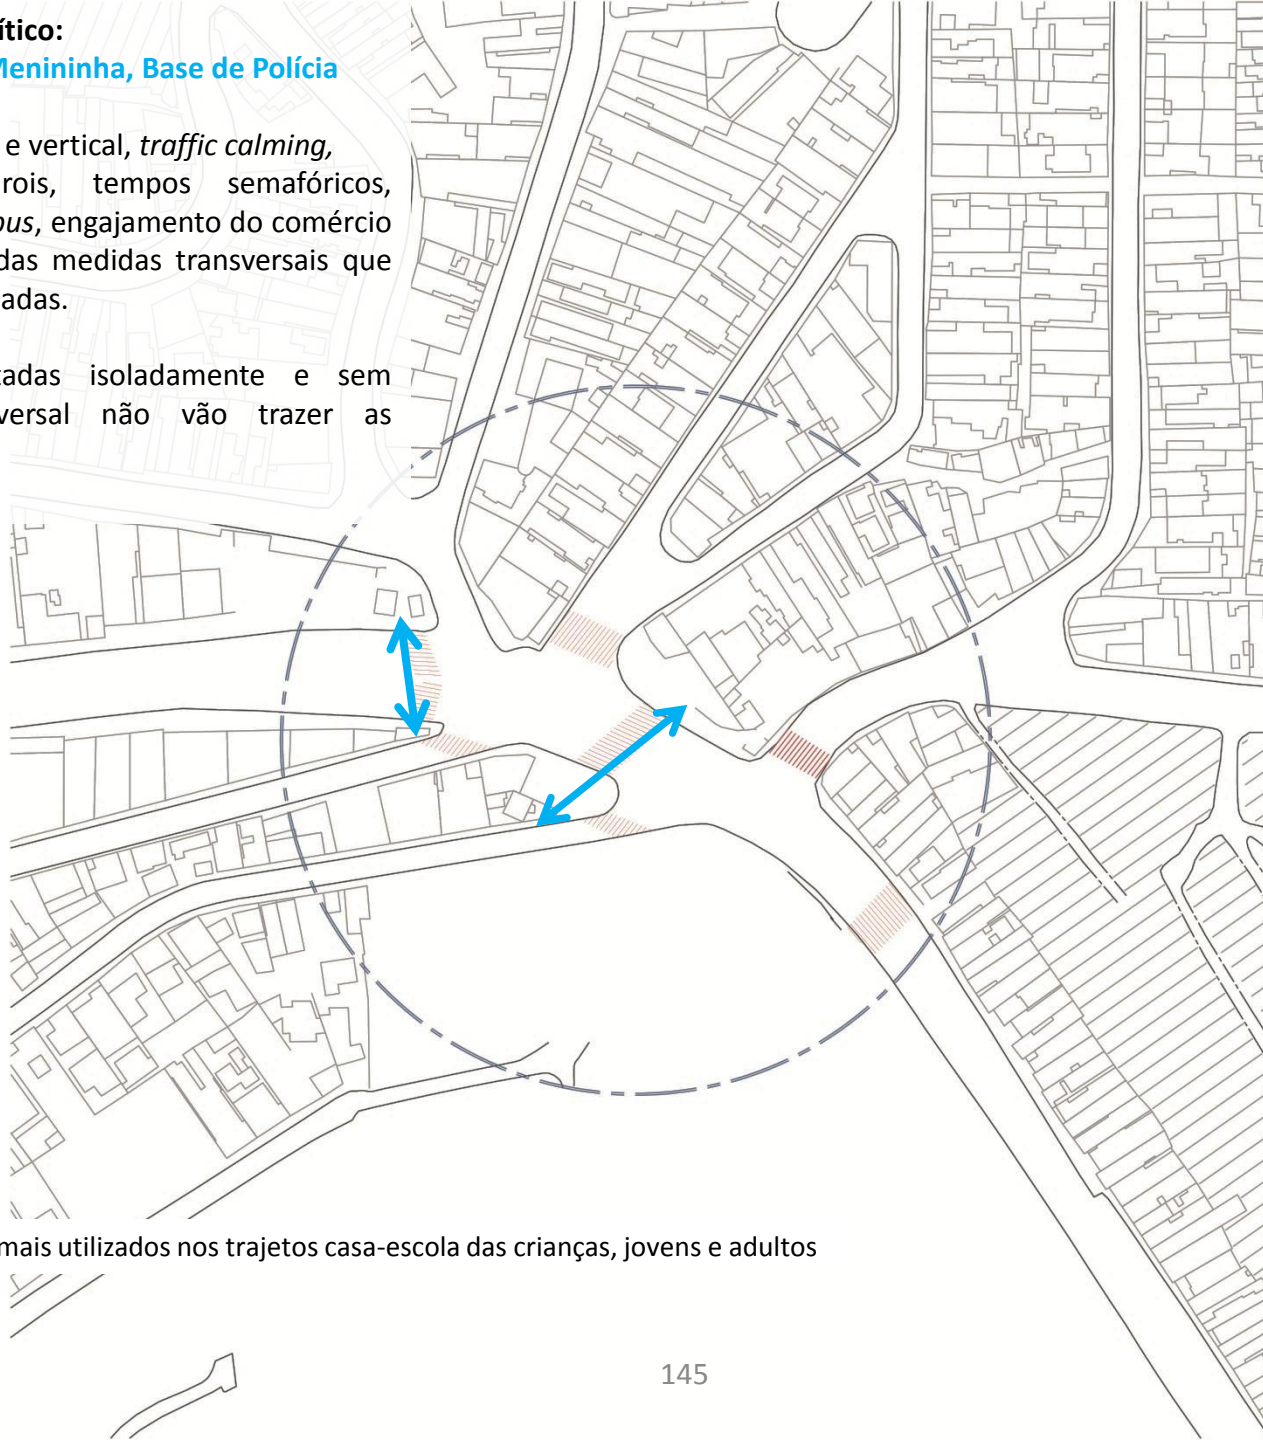 ítico:
Menininha, Base de Polícia
e vertical, traffic calming,
rois, tempos semafóricos,
bus, engajamento do comércio
das medidas transversais que
adas.
tadas isoladamente e sem
versal não vão trazer as
mais utilizados nos trajetos casa-escola das crianças, jovens e adultos
145